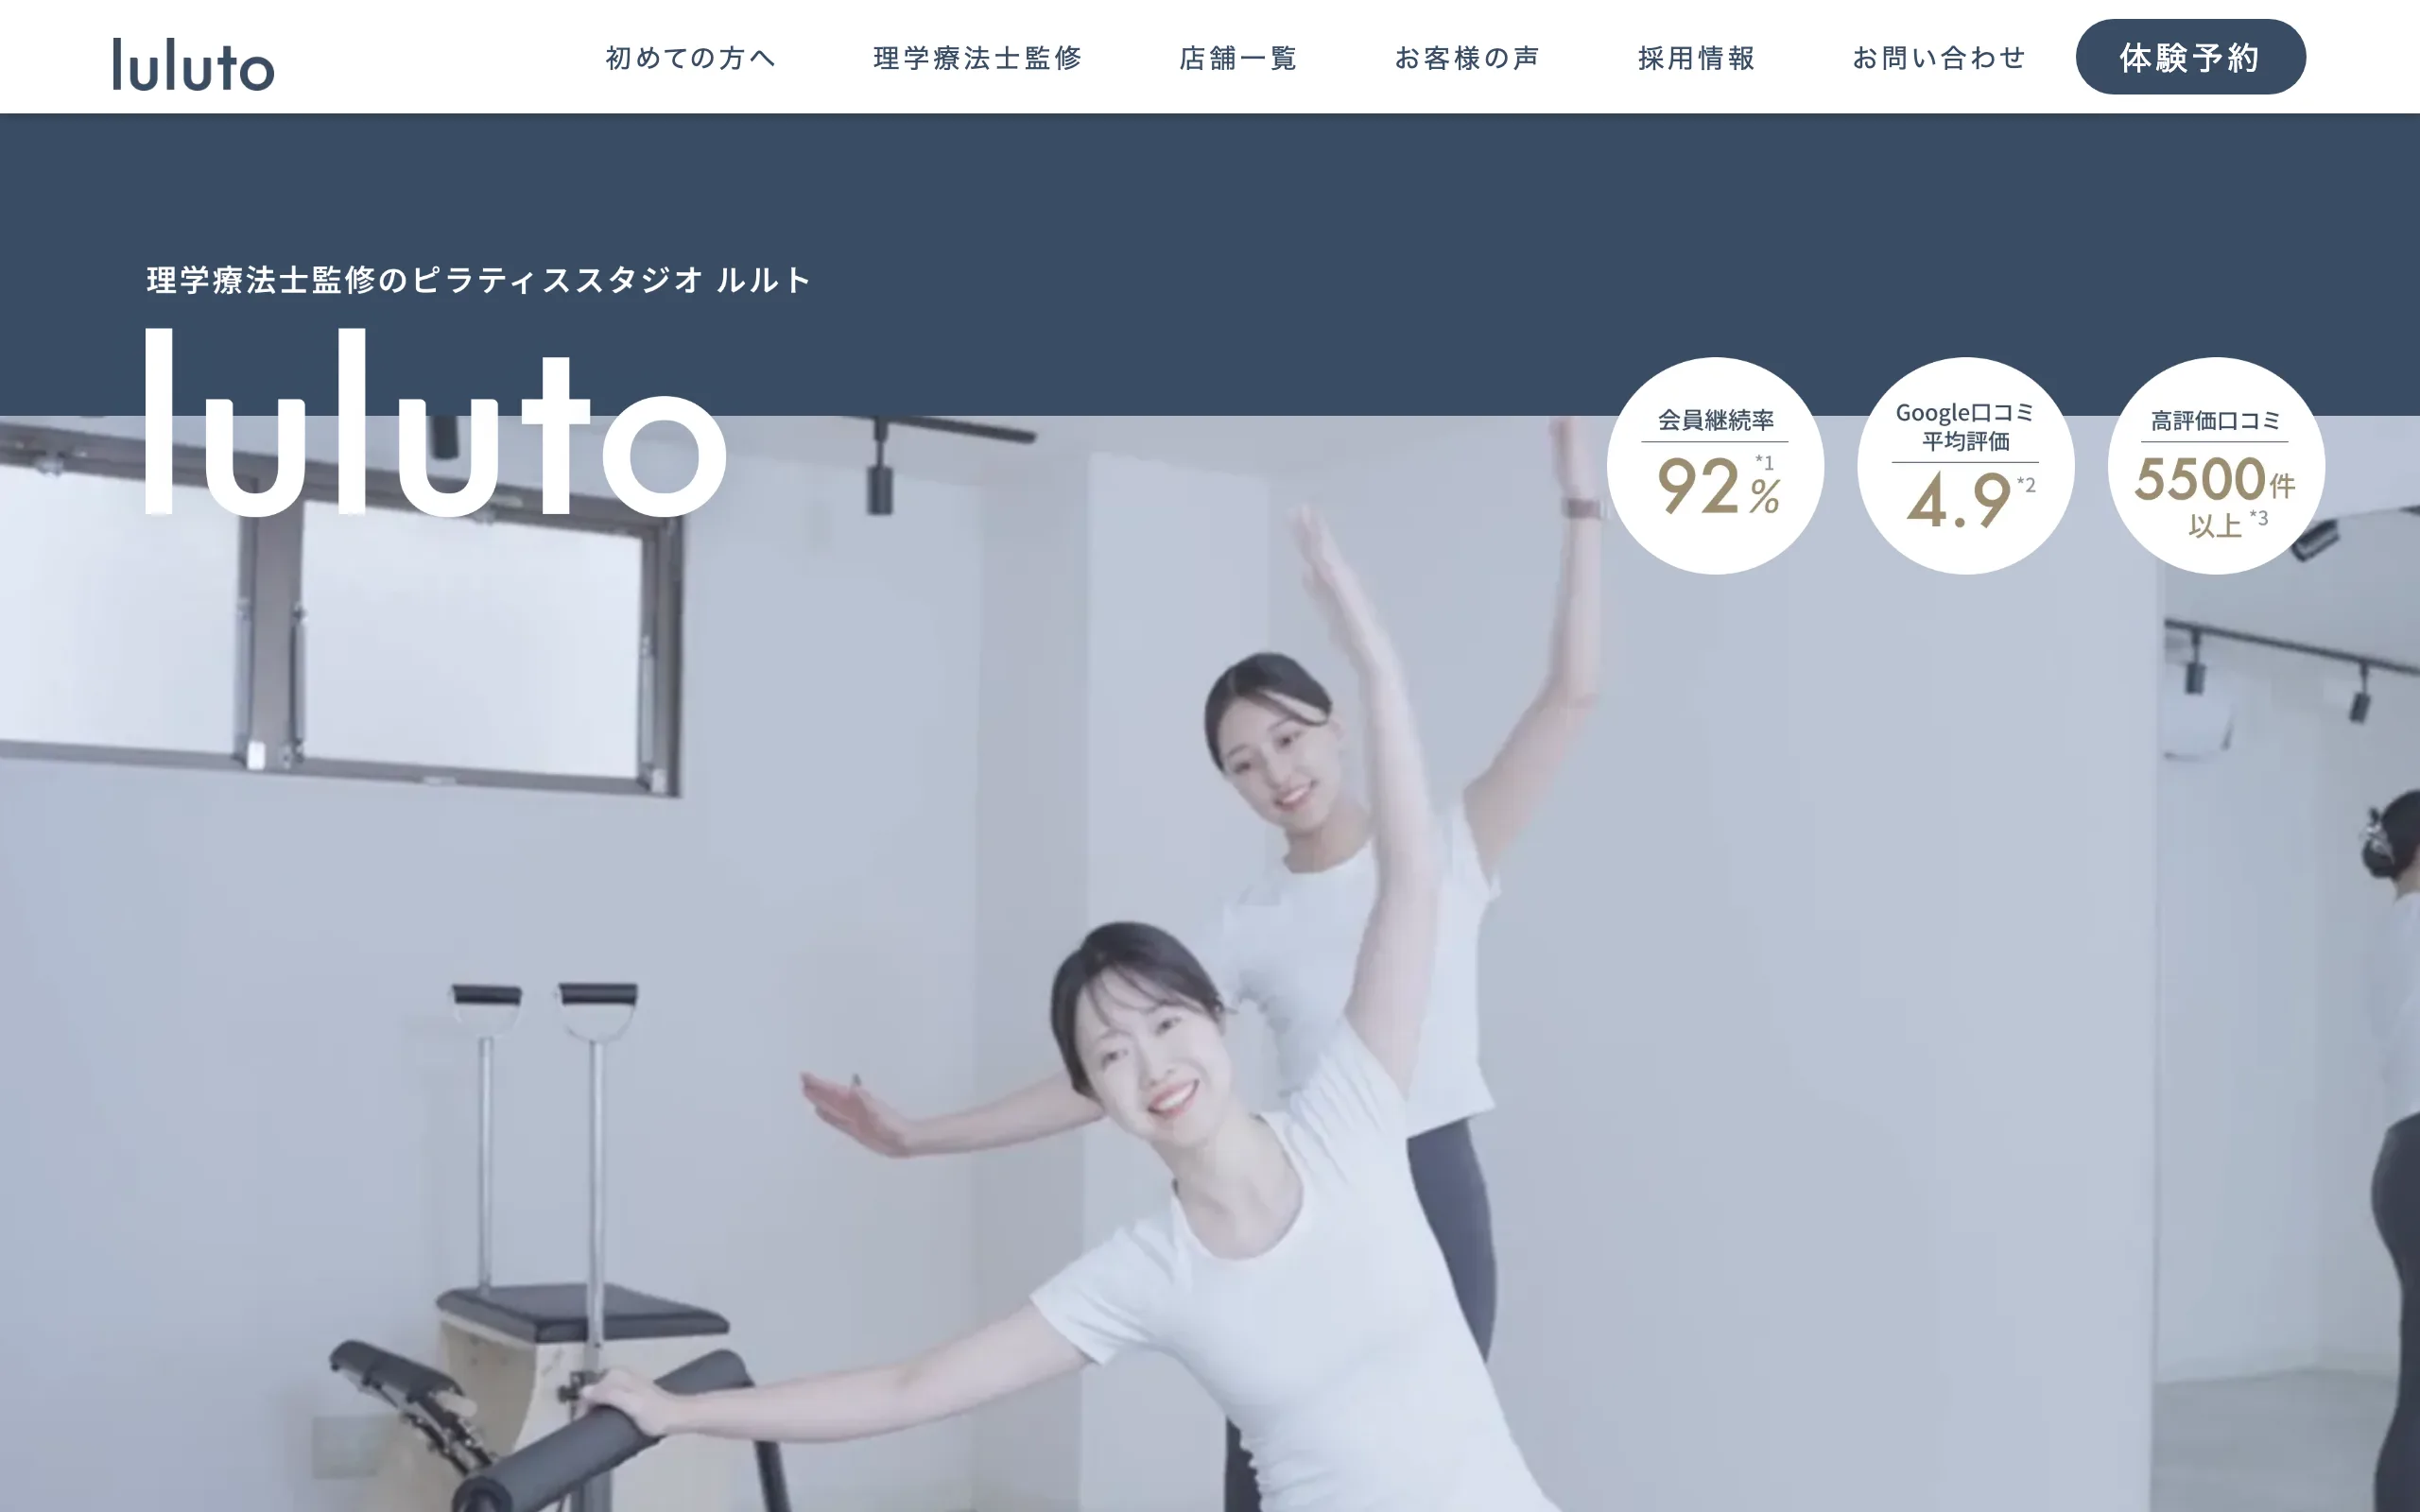 luluto
初めての方へ
理学療法士監修
店舗一覧
お客様の声
採用情報
お問い合わせ
体験予約
理学療法士監修のピラティススタジオ ルルト
luluto
会員継続率
92%*1
Google口コミ
平均評価
4.9*2
高評価口コミ
5500件
以上*3